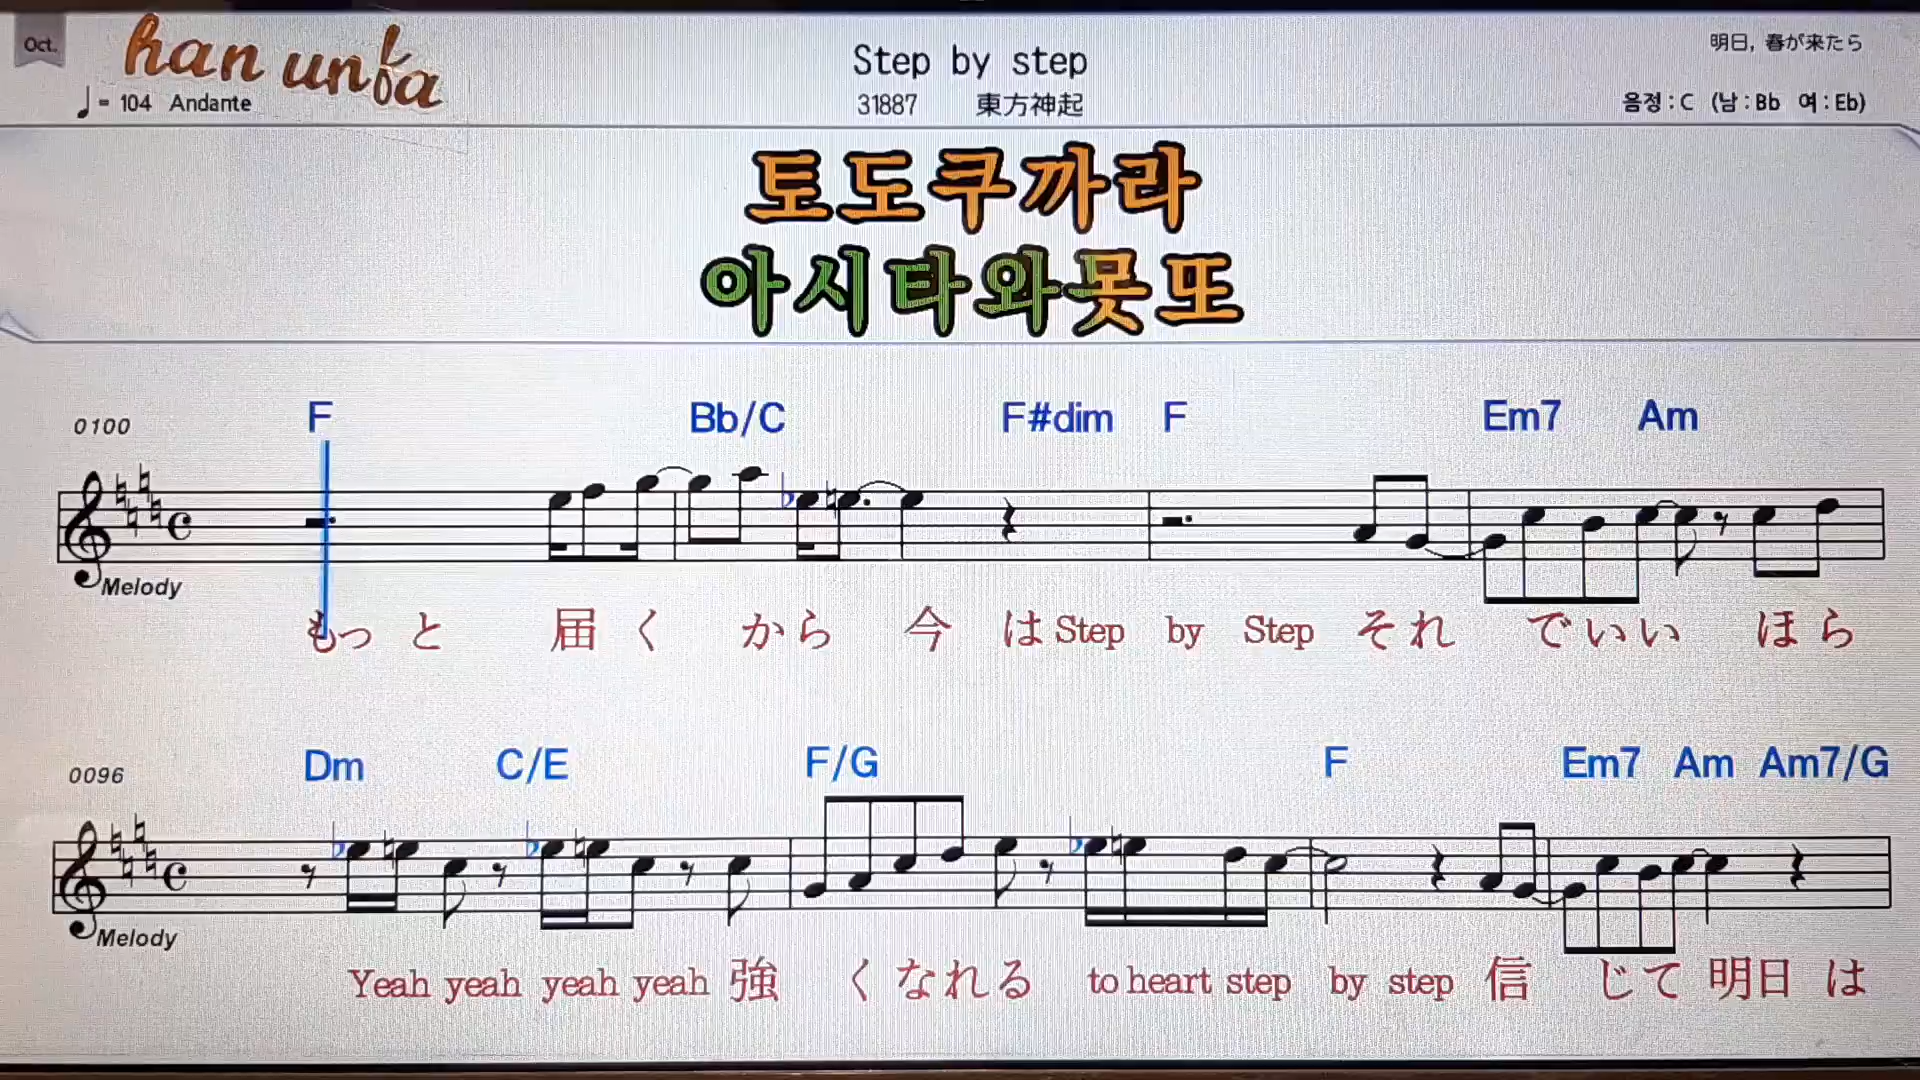 Oct.
han unfa
Step by step
明日, 春が来たら
= 104 Andante
31887 東方神起
음정 : C (남 : Bb 여 : Eb)
토도쿠까라
아시타와못또
0100
F Bb/C F#dim F Em7 Am
Melody
もっと 届くから 今は Step by Step それでいい ほら
0096
Dm C/E F/G F Em7 Am Am7/G
Melody
Yeah yeah yeah yeah 強くなれる to heart step by step 信じて 明日は